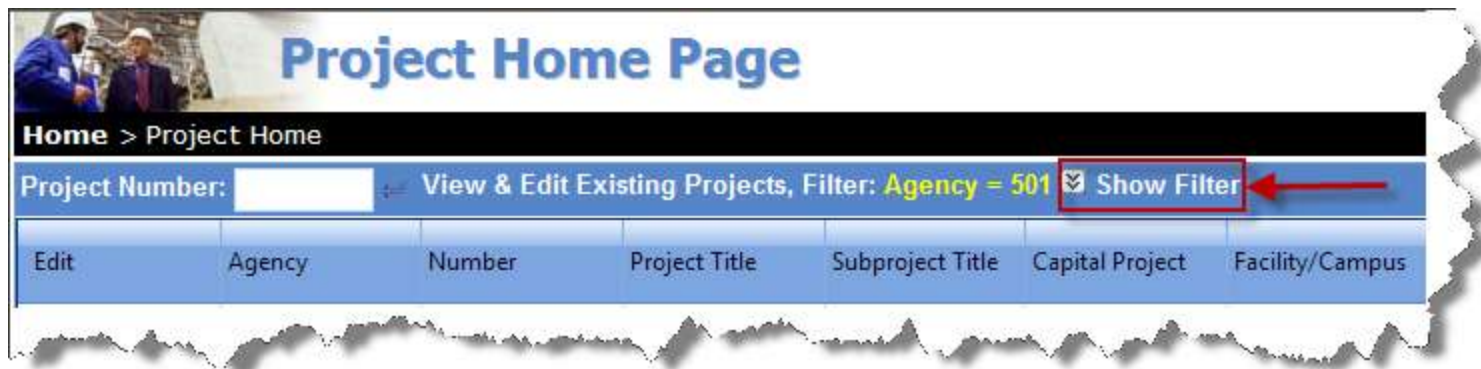 Project Home Page
Home > Project Home
Project Number: View & Edit Existing Projects, Filter: Agency = 501 Show Filter
Edit Agency Number Project Title Subproject Title Capital Project Facility/Campus